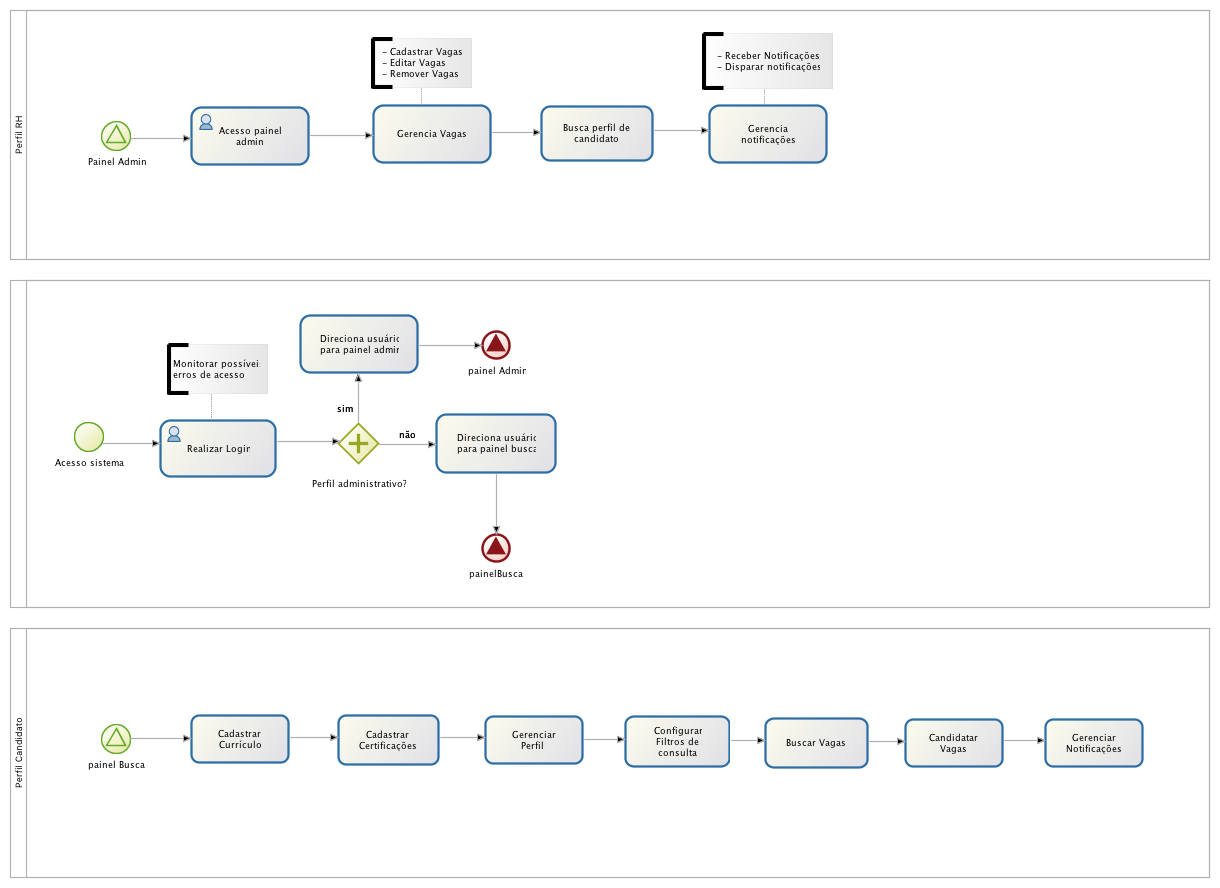 Perfil RH
- Cadastrar Vagas
- Editar Vagas
- Remover Vagas
- Receber Notificações
- Disparar notificações
Painel Admin
Acesso painel
admin
Gerencia Vagas
Busca perfil de
candidato
Gerencia
notificações
Monitorar possívei
erros de acesso
Acesso sistema
Realizar Login
Perfil administrativo?
sim
não
Direciona usuário
para painel admin
painel Admin
Direciona usuário
para painel busca
painelBusca
Perfil Candidato
painel Busca
Cadastrar
Currículo
Cadastrar
Certificações
Gerenciar
Perfil
Configurar
Filtros de
consulta
Buscar Vagas
Candidatar
Vagas
Gerenciar
Notificações